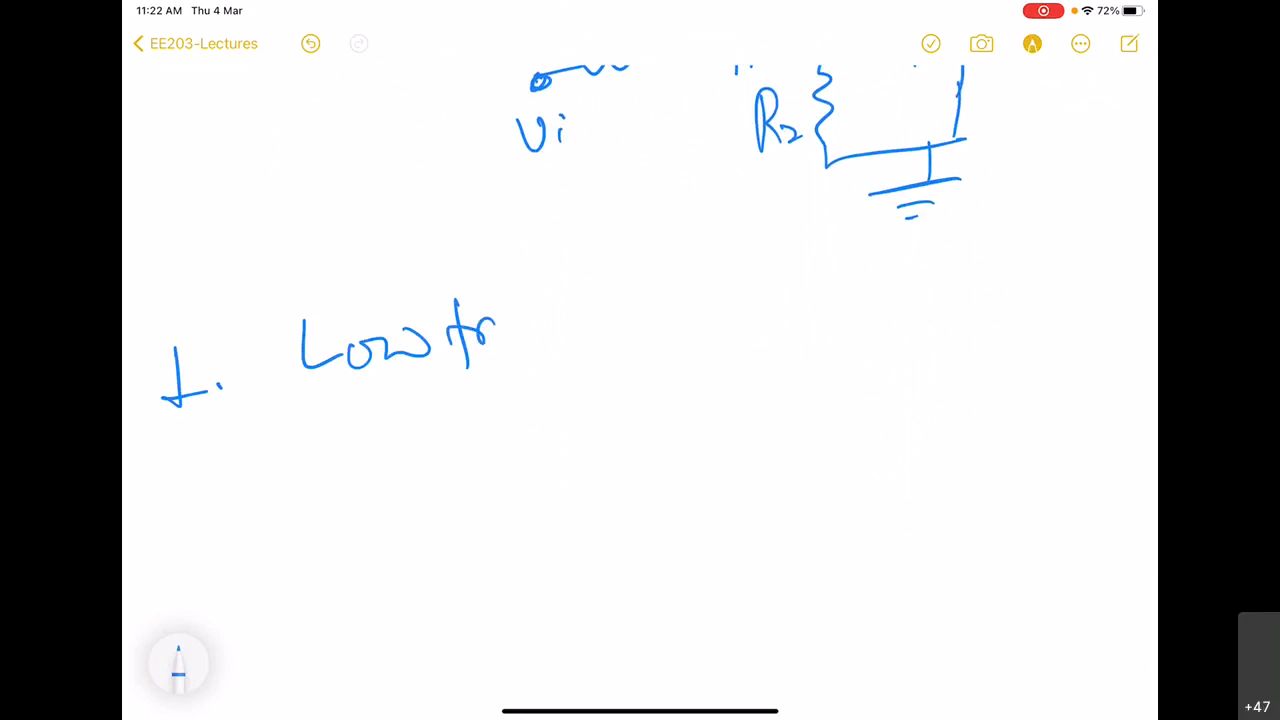 11:22 AM Thu 4 Mar 72%
EE203-Lectures
Vi
R2
1. Low fr
+47